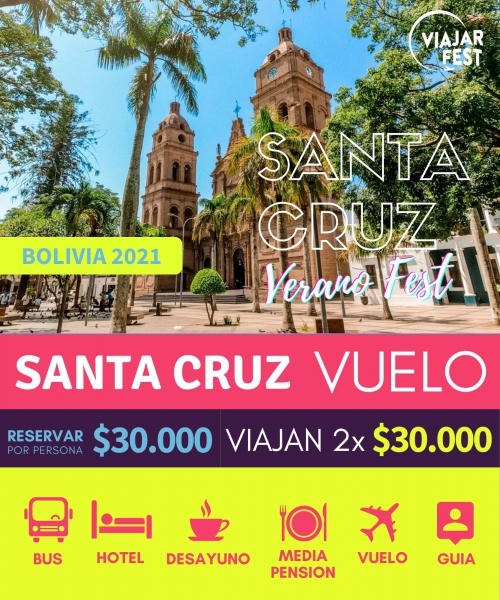 VIAJAR
FEST
SANTA
CRUZ
Verano Fest
BOLIVIA 2021
SANTA CRUZ VUELO
RESERVAR
POR PERSONA
$30.000
VIAJAN 2x $30.000
BUS
HOTEL
DESAYUNO
MEDIA
PENSION
VUELO
GUIA